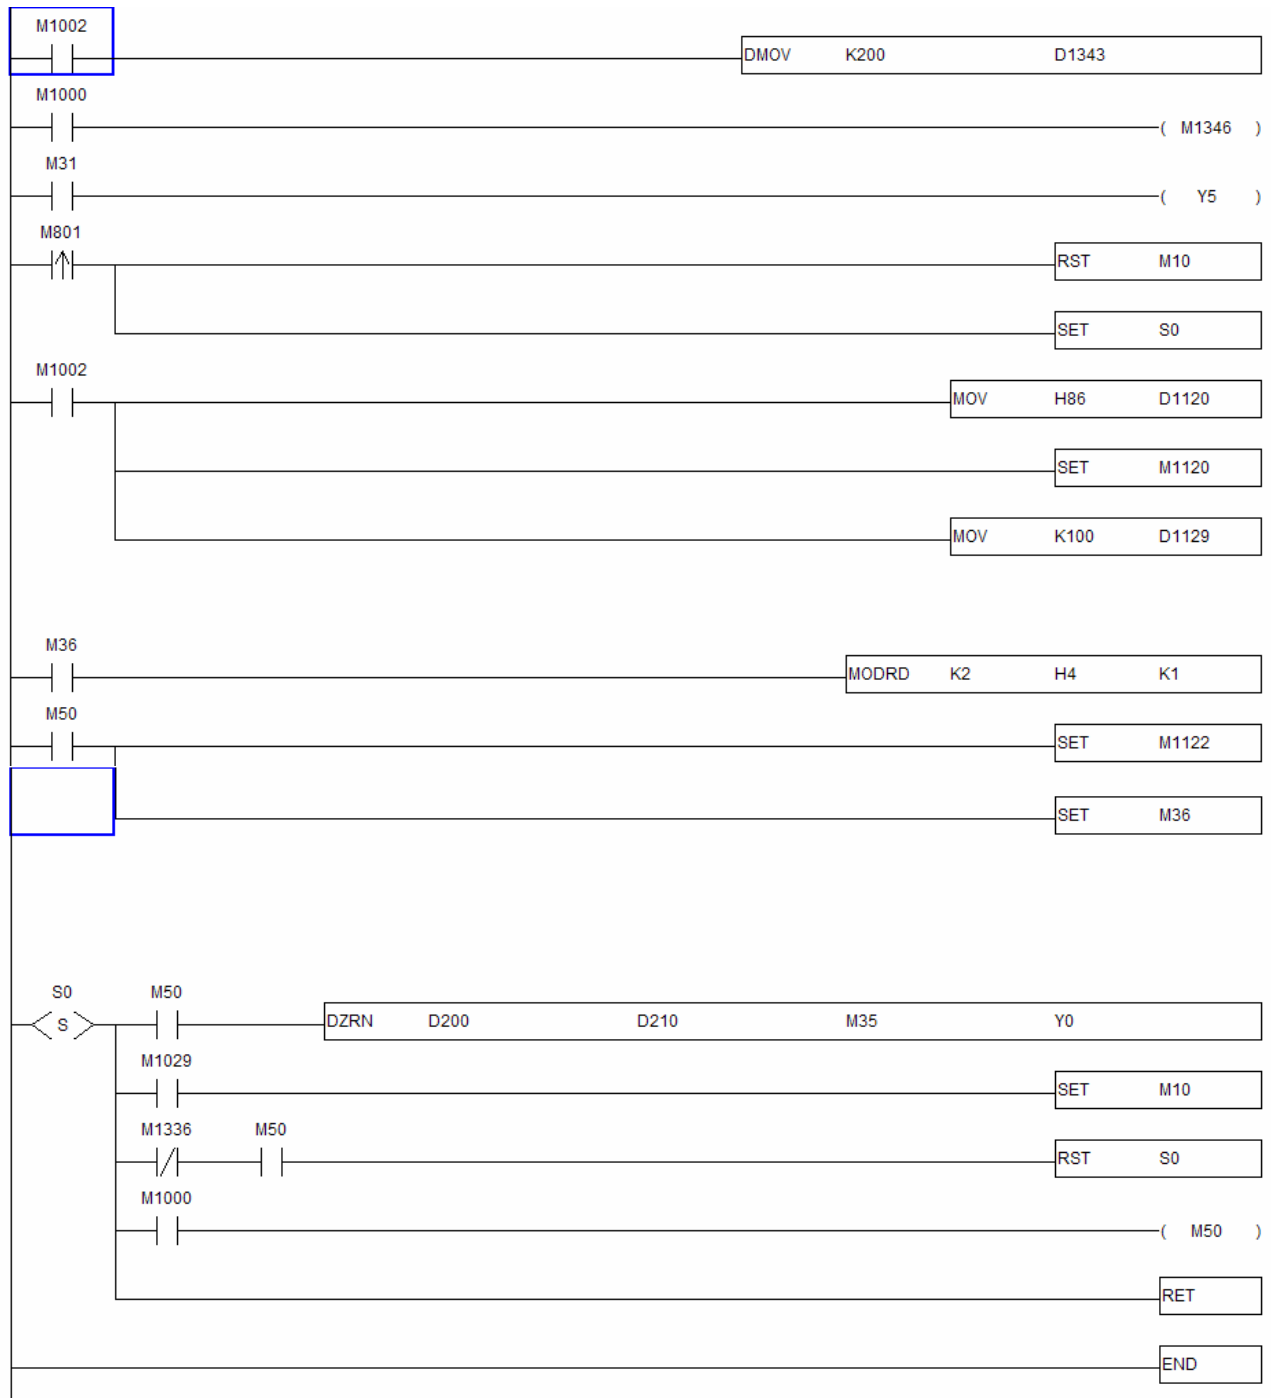 M1002
DMOV K200 D1343
M1000
( M1346 )
M31
( Y5 )
M801
RST M10
SET S0
M1002
MOV H86 D1120
SET M1120
MOV K100 D1129
M36
MODRD K2 H4 K1
M50
SET M1122
SET M36
S0 M50
S
DZRN D200 D210 M35 Y0
M1029
SET M10
M1336 M50
RST S0
M1000
( M50 )
RET
END